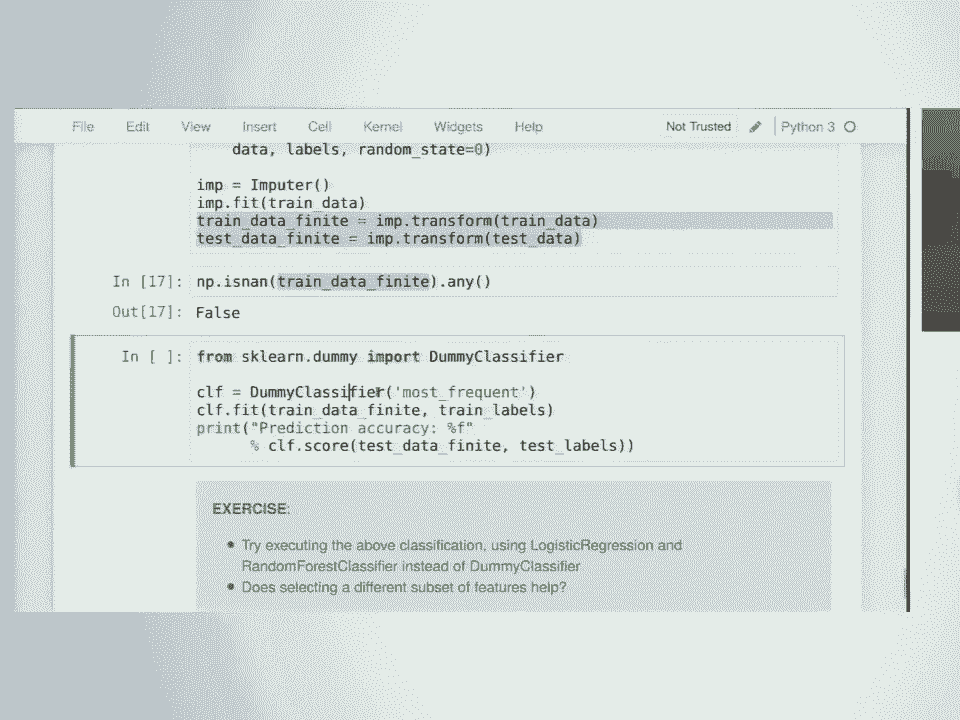 File Edit View Insert Cell Kernel Widgets Help Not Trusted Python 3
data, labels, random_state=0)
imp = Imputer()
imp.fit(train_data)
train_data_finite = imp.transform(train_data)
test_data_finite = imp.transform(test_data)
In [17]: np.isnan(train_data_finite).any()
Out[17]: False
In [ ]: from sklearn.dummy import DummyClassifier
clf = DummyClassifier('most_frequent')
clf.fit(train_data_finite, train_labels)
print("Prediction accuracy: %f"
% clf.score(test_data_finite, test_labels))
EXERCISE:
• Try executing the above classification, using LogisticRegression and
RandomForestClassifier instead of DummyClassifier
• Does selecting a different subset of features help?